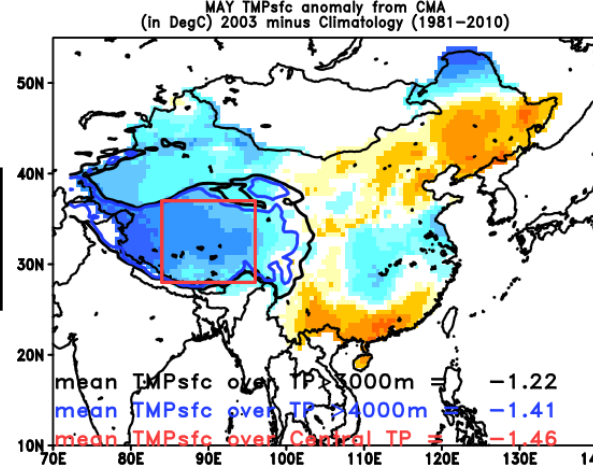 MAY TMPsfc anomaly from CMA
(in DegC) 2003 minus Climatology (1981−2010)
50N
40N
30N
20N
mean TMPsfc over TP>3000m = −1.22
mean TMPsfc over TP >4000m = −1.41
mean TMPsfc over Central TP = −1.46
10N
70E 80E 90E 100E 110E 120E 130E 14